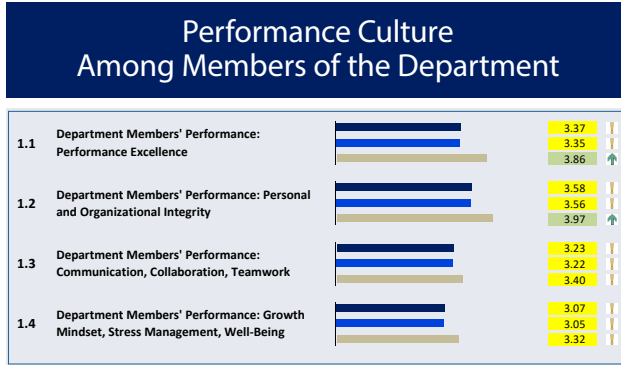 Performance Culture
Among Members of the Department
1.1
Department Members' Performance:
Performance Excellence
3.37
3.35
3.86
1.2
Department Members' Performance: Personal
and Organizational Integrity
3.58
3.56
3.97
1.3
Department Members' Performance:
Communication, Collaboration, Teamwork
3.23
3.22
3.40
1.4
Department Members' Performance: Growth
Mindset, Stress Management, Well-Being
3.07
3.05
3.32